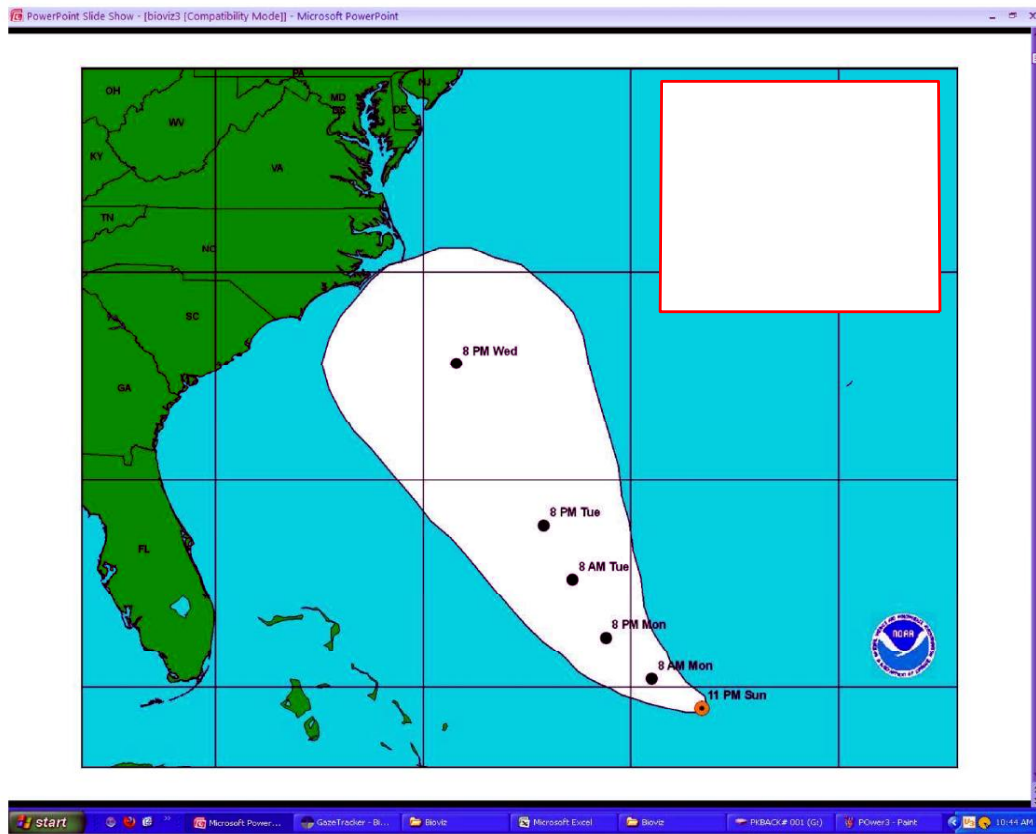 PowerPoint Slide Show - [bioviz3 [Compatibility Mode]] - Microsoft PowerPoint
PA
OH
NJ
MD
DC
DE
WV
KY
VA
TN
NC
SC
GA
FL
8 PM Wed
8 PM Tue
8 AM Tue
8 PM Mon
8 AM Mon
11 PM Sun
NOAA
start
Microsoft Power...
GazeTracker - Bi...
Bioviz
Microsoft Excel
Bioviz
PKBACK# 001 (G:)
POwer3 - Paint
10:44 AM